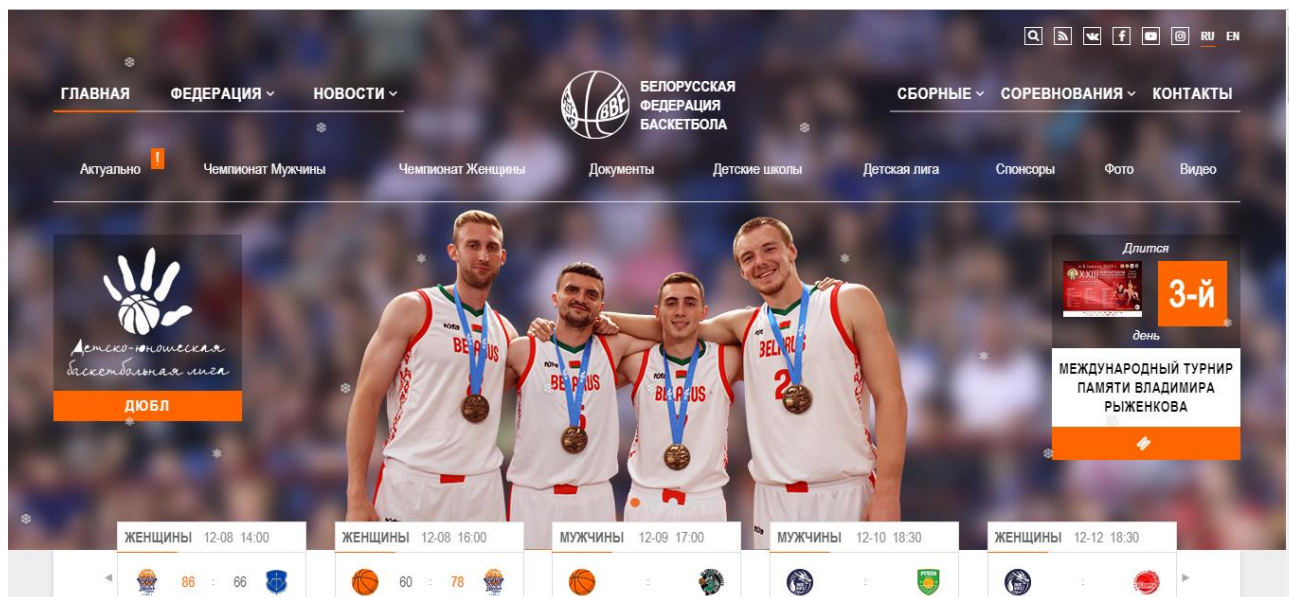 RU EN
ГЛАВНАЯ ФЕДЕРАЦИЯ НОВОСТИ
БЕЛОРУССКАЯ
ФЕДЕРАЦИЯ
БАСКЕТБОЛА
СБОРНЫЕ СОРЕВНОВАНИЯ КОНТАКТЫ
Актуально ! Чемпионат Мужчины Чемпионат Женщины Документы Детские школы Детская лига Спонсоры Фото Видео
Детско-юношеская
баскетбольная лига
ДЮБЛ
Длится
XXIII
3-й
день
МЕЖДУНАРОДНЫЙ ТУРНИР
ПАМЯТИ ВЛАДИМИРА
РЫЖЕНКОВА
BBF
BELARUS
BELARUS
BELARUS
BELARUS
2
ЖЕНЩИНЫ 12-08 14:00
86 : 66
ЖЕНЩИНЫ 12-08 16:00
60 : 78
МУЖЧИНЫ 12-09 17:00
:
МУЖЧИНЫ 12-10 18:30
:
ЖЕНЩИНЫ 12-12 18:30
: